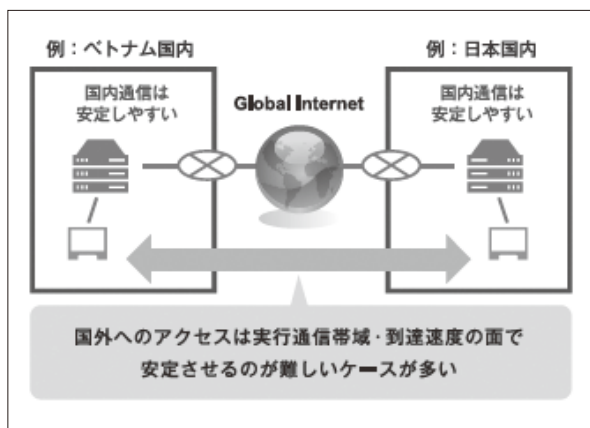 例：ベトナム国内
例：日本国内
国内通信は
安定しやすい
Global Internet
国内通信は
安定しやすい
国外へのアクセスは実行通信帯域・到達速度の面で
安定させるのが難しいケースが多い